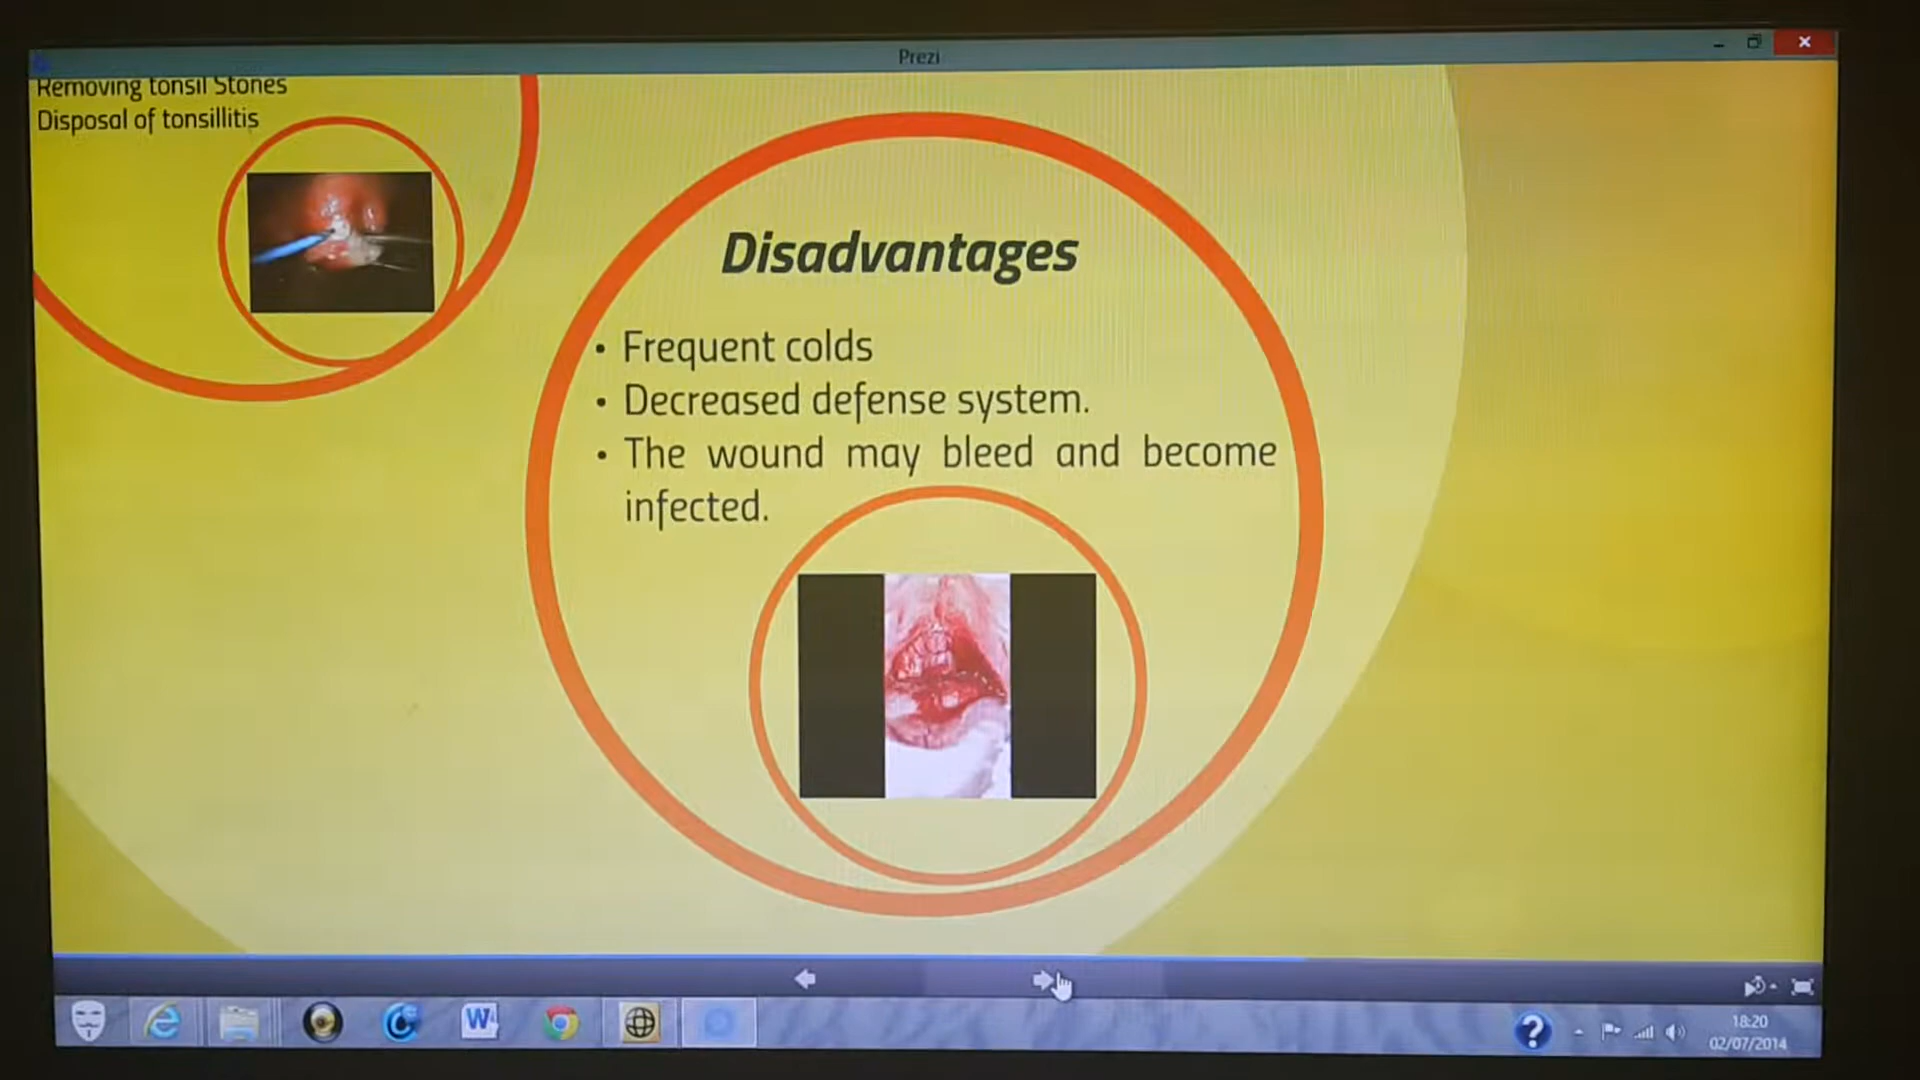 Prezi
Removing tonsil Stones
Disposal of tonsillitis
Disadvantages
• Frequent colds
• Decreased defense system.
• The wound may bleed and become
infected.
18:20
02/07/2014